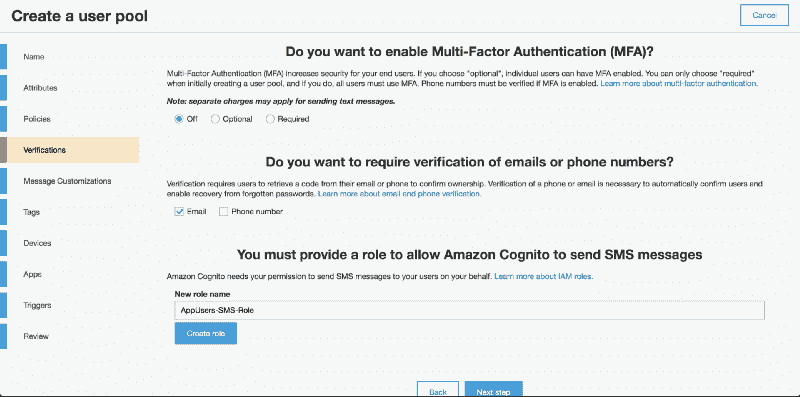 Create a user pool
Cancel
Name
Attributes
Policies
Verifications
Message Customizations
Tags
Devices
Apps
Triggers
Review
Do you want to enable Multi-Factor Authentication (MFA)?
Multi-Factor Authentication (MFA) increases security for your end users. If you choose "optional", individual users can have MFA enabled. You can only choose "required"
when initially creating a user pool, and if you do, all users must use MFA. Phone numbers must be verified if MFA is enabled. Learn more about multi-factor authentication.
Note: separate charges may apply for sending text messages.
Off Optional Required
Do you want to require verification of emails or phone numbers?
Verification requires users to retrieve a code from their email or phone to confirm ownership. Verification of a phone or email is necessary to automatically confirm users and
enable recovery from forgotten passwords. Learn more about email and phone verification.
Email Phone number
You must provide a role to allow Amazon Cognito to send SMS messages
Amazon Cognito needs your permission to send SMS messages to your users on your behalf. Learn more about IAM roles.
New role name
AppUsers-SMS-Role
Create role
Back Next step